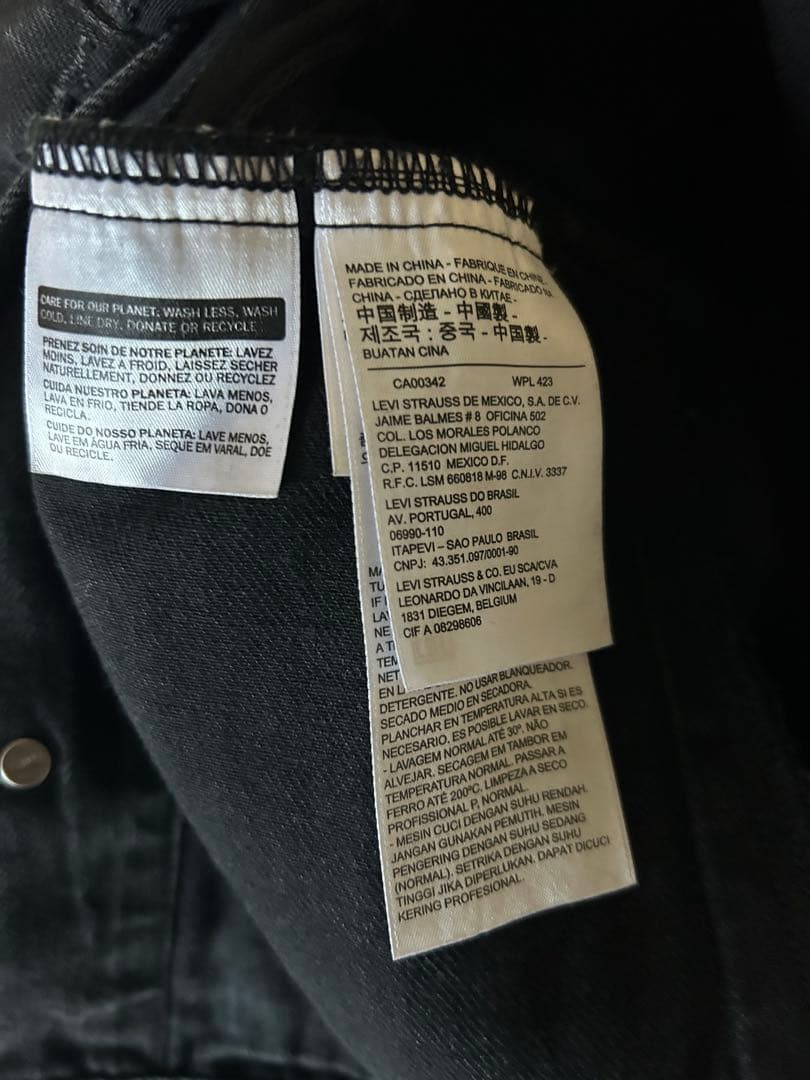 CARE FOR OUR PLANET: WASH LESS, WASH
COLD, LINE DRY, DONATE OR RECYCLE
PRENEZ SOIN DE NOTRE PLANETE: LAVEZ
MOINS, LAVEZ A FROID, LAISSEZ SECHER
NATURELLEMENT, DONNEZ OU RECYCLEZ
CUIDA NUESTRO PLANETA: LAVA MENOS,
LAVA EN FRIO, TIENDE LA ROPA, DONA O
RECICLA.
CUIDE DO NOSSO PLANETA: LAVE MENOS,
LAVE EM ÁGUA FRIA, SEQUE EM VARAL, DOE
OU RECICLE.
MADE IN CHINA - FABRIQUE EN CHINE
FABRICADO EN CHINA - FABRICADO NA
CHINA - СДЕЛАНО В КИТАЕ -
中国制造 - 中國製 -
제조국 : 중국 - 中国製 -
BUATAN CINA
CA00342 WPL 423
LEVI STRAUSS DE MEXICO, S.A. DE C.V.
JAIME BALMES # 8 OFICINA 502
COL. LOS MORALES POLANCO
DELEGACION MIGUEL HIDALGO
C.P. 11510 MEXICO D.F.
R.F.C. LSM 660818 M-98 C.N.I.V. 3337
LEVI STRAUSS DO BRASIL
AV. PORTUGAL, 400
06990-110
ITAPEVI – SAO PAULO BRASIL
CNPJ: 43.351.097/0001-90
LEVI STRAUSS & CO. EU SCA/CVA
LEONARDO DA VINCILAAN, 19 - D
1831 DIEGEM, BELGIUM
CIF A 08298606
MA
TU
IF
LA
NE
A T
TEM
NET
EN L
DETERGENTE. NO USAR BLANQUEADOR.
SECADO MEDIO EN SECADORA.
PLANCHAR EN TEMPERATURA ALTA SI ES
NECESARIO. ES POSIBLE LAVAR EN SECO.
- LAVAGEM NORMAL ATÉ 30º. NÃO
ALVEJAR. SECAGEM EM TAMBOR EM
TEMPERATURA NORMAL. PASSAR A
FERRO ATÉ 200ºC. LIMPEZA A SECO
PROFISSIONAL P, NORMAL.
- MESIN CUCI DENGAN SUHU RENDAH.
JANGAN GUNAKAN PEMUTIH. MESIN
PENGERING DENGAN SUHU SEDANG
(NORMAL). SETRIKA DENGAN SUHU
TINGGI JIKA DIPERLUKAN. DAPAT DICUCI
KERING PROFESIONAL.